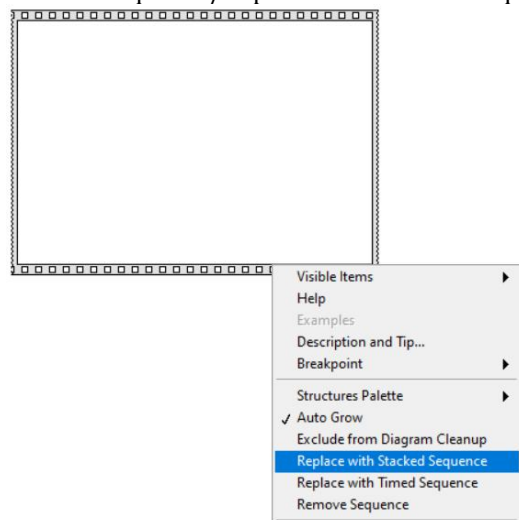 Visible Items
Help
Examples
Description and Tip...
Breakpoint
Structures Palette
✓ Auto Grow
Exclude from Diagram Cleanup
Replace with Stacked Sequence
Replace with Timed Sequence
Remove Sequence